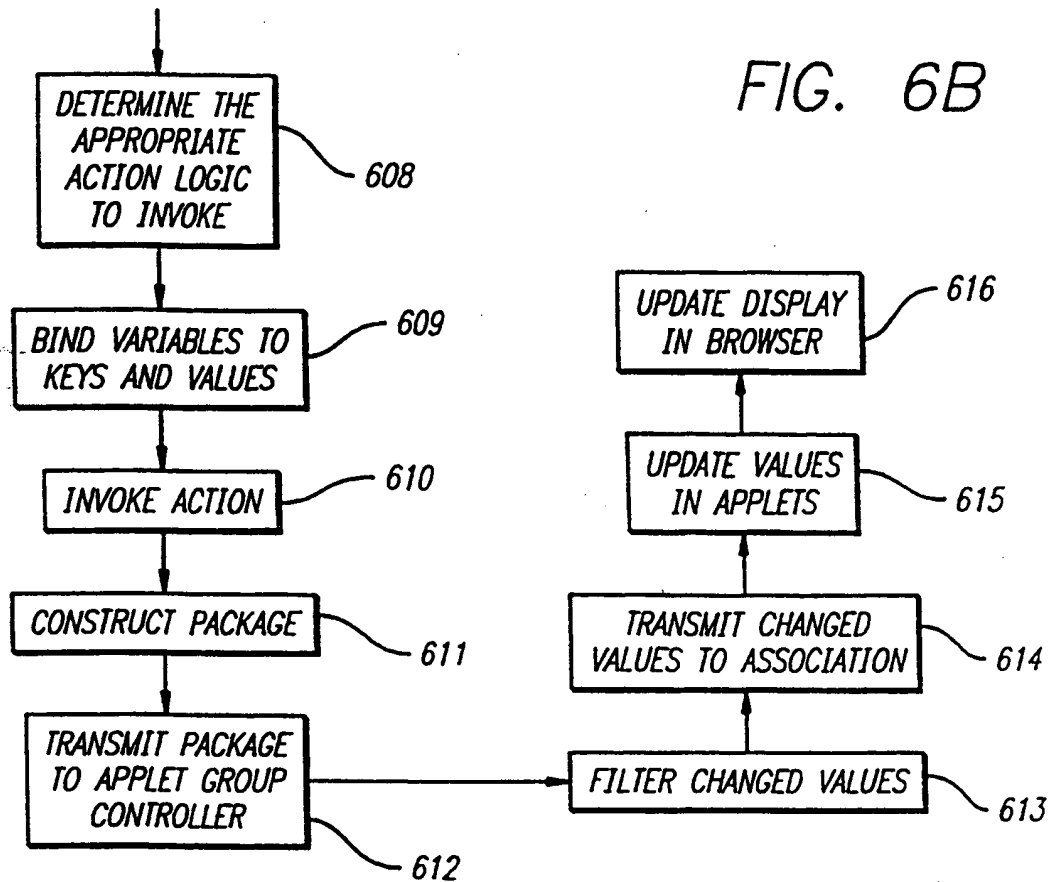 FIG. 6B
DETERMINE THE
APPROPRIATE
ACTION LOGIC
TO INVOKE
608
BIND VARIABLES TO
KEYS AND VALUES
609
INVOKE ACTION
610
CONSTRUCT PACKAGE
611
TRANSMIT PACKAGE
TO APPLET GROUP
CONTROLLER
612
FILTER CHANGED VALUES
613
TRANSMIT CHANGED
VALUES TO ASSOCIATION
614
UPDATE VALUES
IN APPLETS
615
UPDATE DISPLAY
IN BROWSER
616